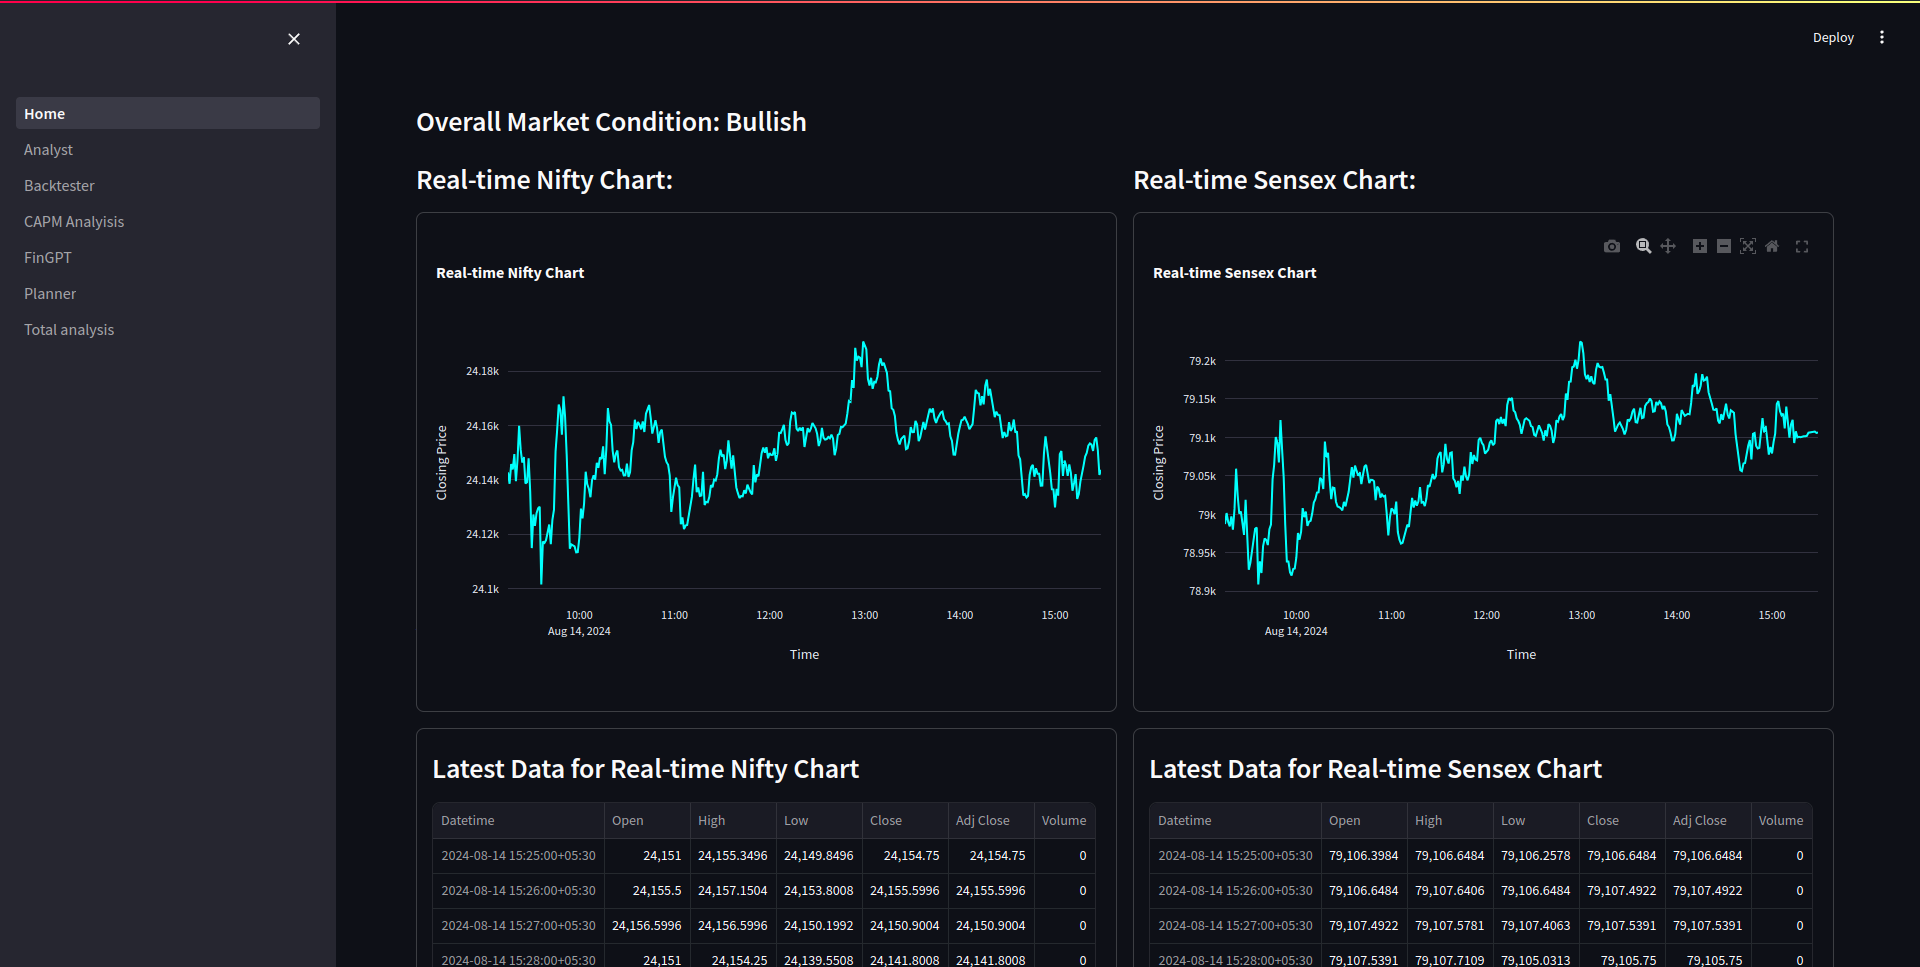 Deploy
Home
Analyst
Backtester
CAPM Analyisis
FinGPT
Planner
Total analysis
Overall Market Condition: Bullish
Real-time Nifty Chart:
Real-time Nifty Chart
24.18k
24.16k
24.14k
24.12k
24.1k
Closing Price
10:00 11:00 12:00 13:00 14:00 15:00
Aug 14, 2024
Time
Real-time Sensex Chart:
Real-time Sensex Chart
79.2k
79.15k
79.1k
79.05k
79k
78.95k
78.9k
Closing Price
10:00 11:00 12:00 13:00 14:00 15:00
Aug 14, 2024
Time
Latest Data for Real-time Nifty Chart
Datetime Open High Low Close Adj Close Volume
2024-08-14 15:25:00+05:30 24,151 24,155.3496 24,149.8496 24,154.75 24,154.75 0
2024-08-14 15:26:00+05:30 24,155.5 24,157.1504 24,153.8008 24,155.5996 24,155.5996 0
2024-08-14 15:27:00+05:30 24,156.5996 24,156.5996 24,150.1992 24,150.9004 24,150.9004 0
2024-08-14 15:28:00+05:30 24,151 24,154.25 24,139.5508 24,141.8008 24,141.8008 0
Latest Data for Real-time Sensex Chart
Datetime Open High Low Close Adj Close Volume
2024-08-14 15:25:00+05:30 79,106.3984 79,106.6484 79,106.2578 79,106.6484 79,106.6484 0
2024-08-14 15:26:00+05:30 79,106.6484 79,107.6406 79,106.6484 79,107.4922 79,107.4922 0
2024-08-14 15:27:00+05:30 79,107.4922 79,107.5781 79,107.4063 79,107.5391 79,107.5391 0
2024-08-14 15:28:00+05:30 79,107.5391 79,107.7109 79,105.0313 79,105.75 79,105.75 0